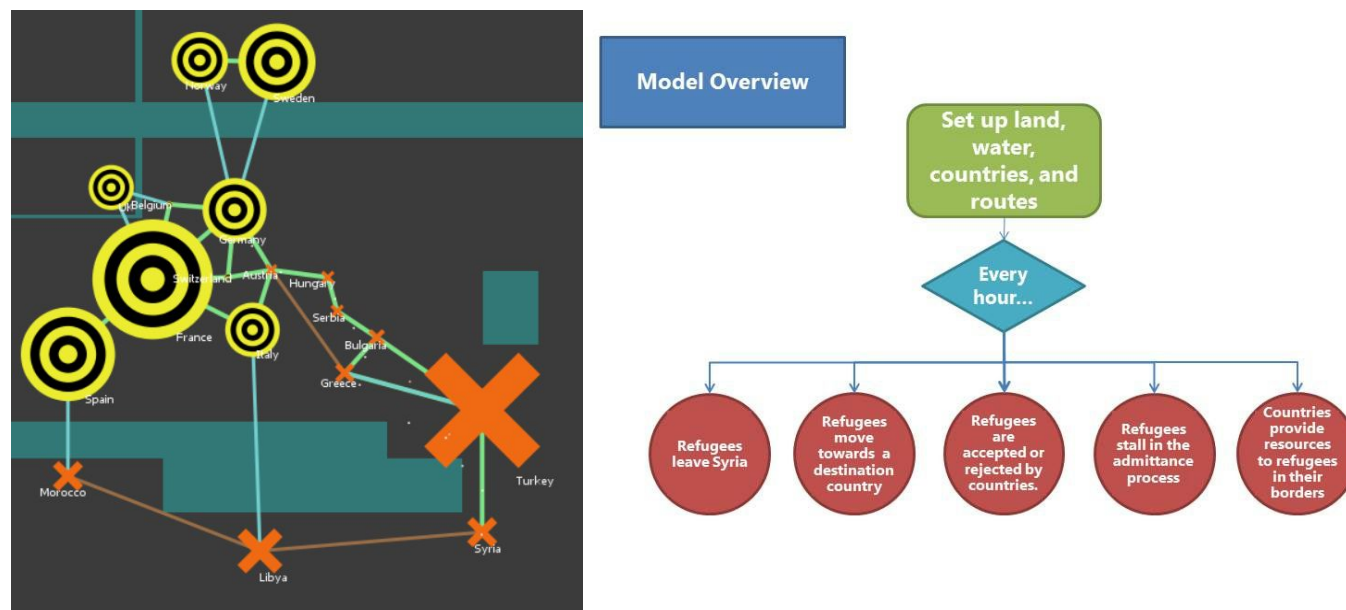 Norway
Sweden
Belgium
Germany
Switzerland
Austria
Hungary
Serbia
France
Italy
Bulgaria
Greece
Spain
Turkey
Morocco
Syria
Libya
Model Overview
Set up land,
water,
countries, and
routes
Every
hour...
Refugees
leave Syria
Refugees
move
towards a
destination
country
Refugees
are
accepted or
rejected by
countries.
Refugees
stall in the
admittance
process
Countries
provide
resources
to refugees
in their
borders